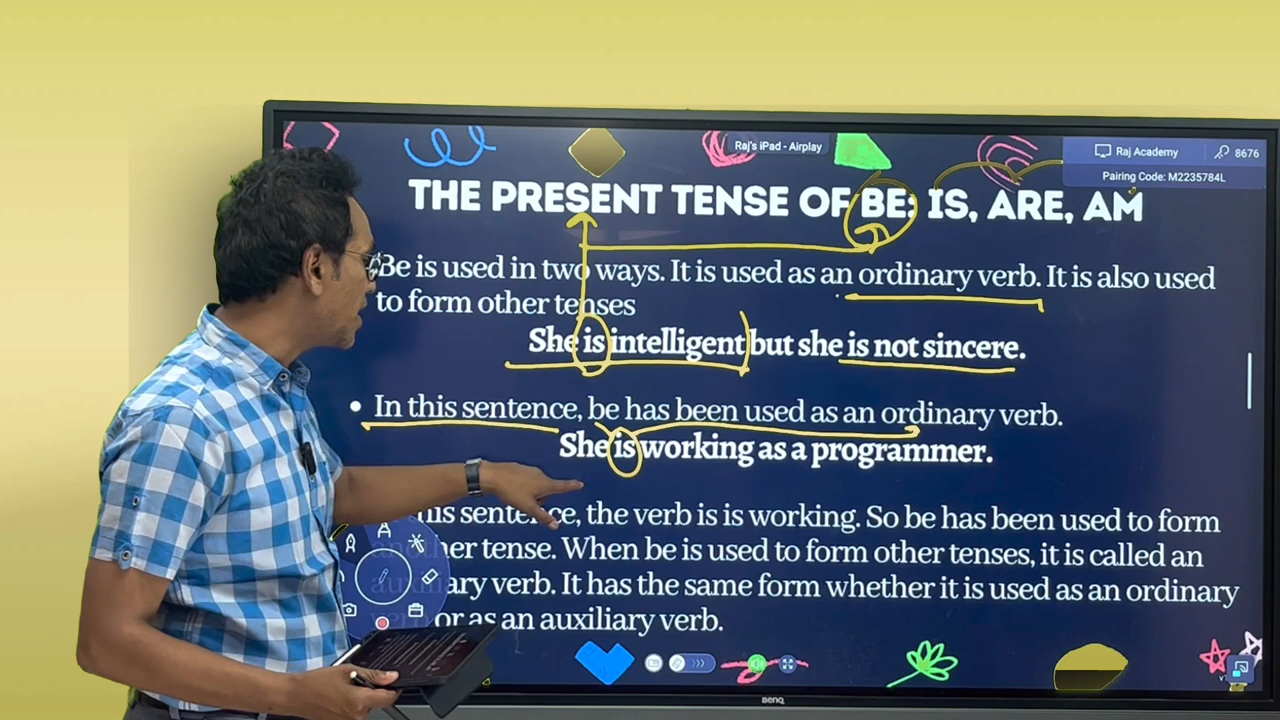 Raj's iPad - Airplay
Raj Academy
8676
Pairing Code: M2235784L
THE PRESENT TENSE OF BE: IS, ARE, AM
Be is used in two ways. It is used as an ordinary verb. It is also used
to form other tenses
She is intelligent but she is not sincere.
• In this sentence, be has been used as an ordinary verb.
She is working as a programmer.
his sentence, the verb is is working. So be has been used to form
another tense. When be is used to form other tenses, it is called an
auxiliary verb. It has the same form whether it is used as an ordinary
or as an auxiliary verb.
BenQ